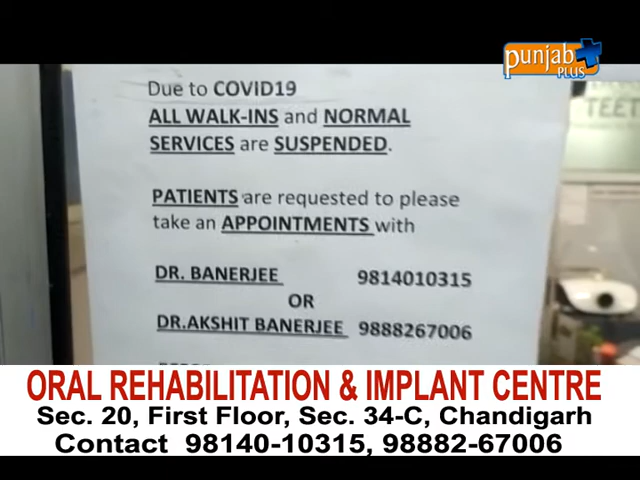 punjab
PLUS
TEET
Due to COVID19
ALL WALK-INS and NORMAL
SERVICES are SUSPENDED.
PATIENTS are requested to please
take an APPOINTMENTS with
DR. BANERJEE 9814010315
OR
DR.AKSHIT BANERJEE 9888267006
ORAL REHABILITATION & IMPLANT CENTRE
Sec. 20, First Floor, Sec. 34-C, Chandigarh
Contact 98140-10315, 98882-67006